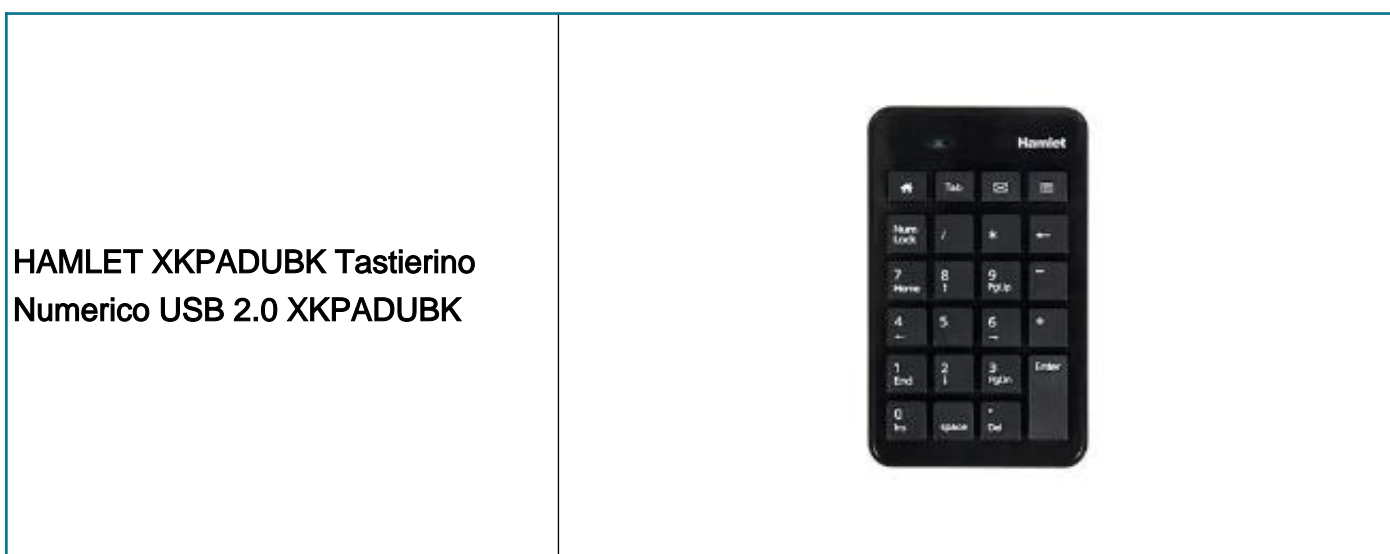 HAMLET XKPADUBK Tastierino
Numerico USB 2.0 XKPADUBK
Hamlet
Tab
Num
Lock
/
*
←
7
Home
8
↑
9
PgUp
-
4
←
5
6
→
+
1
End
2
↓
3
PgDn
Enter
0
Ins
space
.
Del